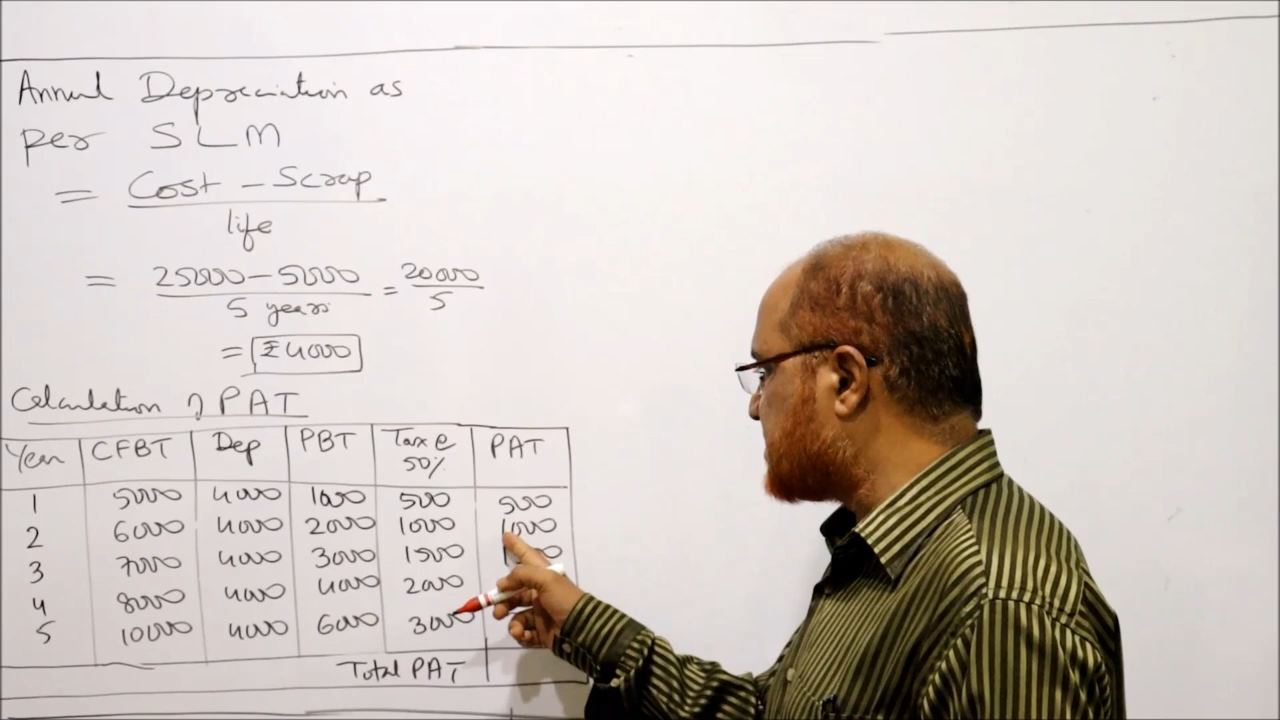 Annual Depreciation as
per SLM
= Cost - Scrap
life
= 25000-5000 = 20000
5 years 5
= ₹4000
Calculation of PAT
Year CFBT Dep PBT Tax @ 50% PAT
1 5000 4000 1000 500 500
2 6000 4000 2000 1000 1000
3 7000 4000 3000 1500
4 8000 4000 4000 2000
5 10000 4000 6000 3000
Total PAT